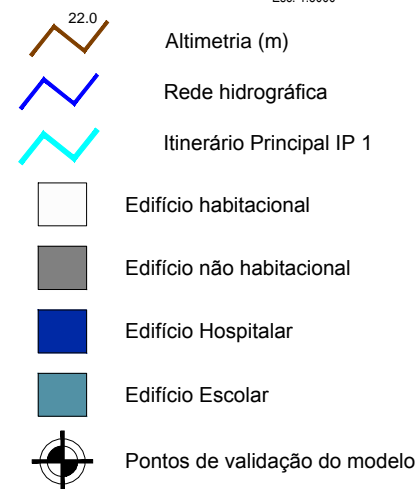 22.0
Altimetria (m)
Rede hidrográfica
Itinerário Principal IP 1
Edifício habitacional
Edifício não habitacional
Edifício Hospitalar
Edifício Escolar
Pontos de validação do modelo